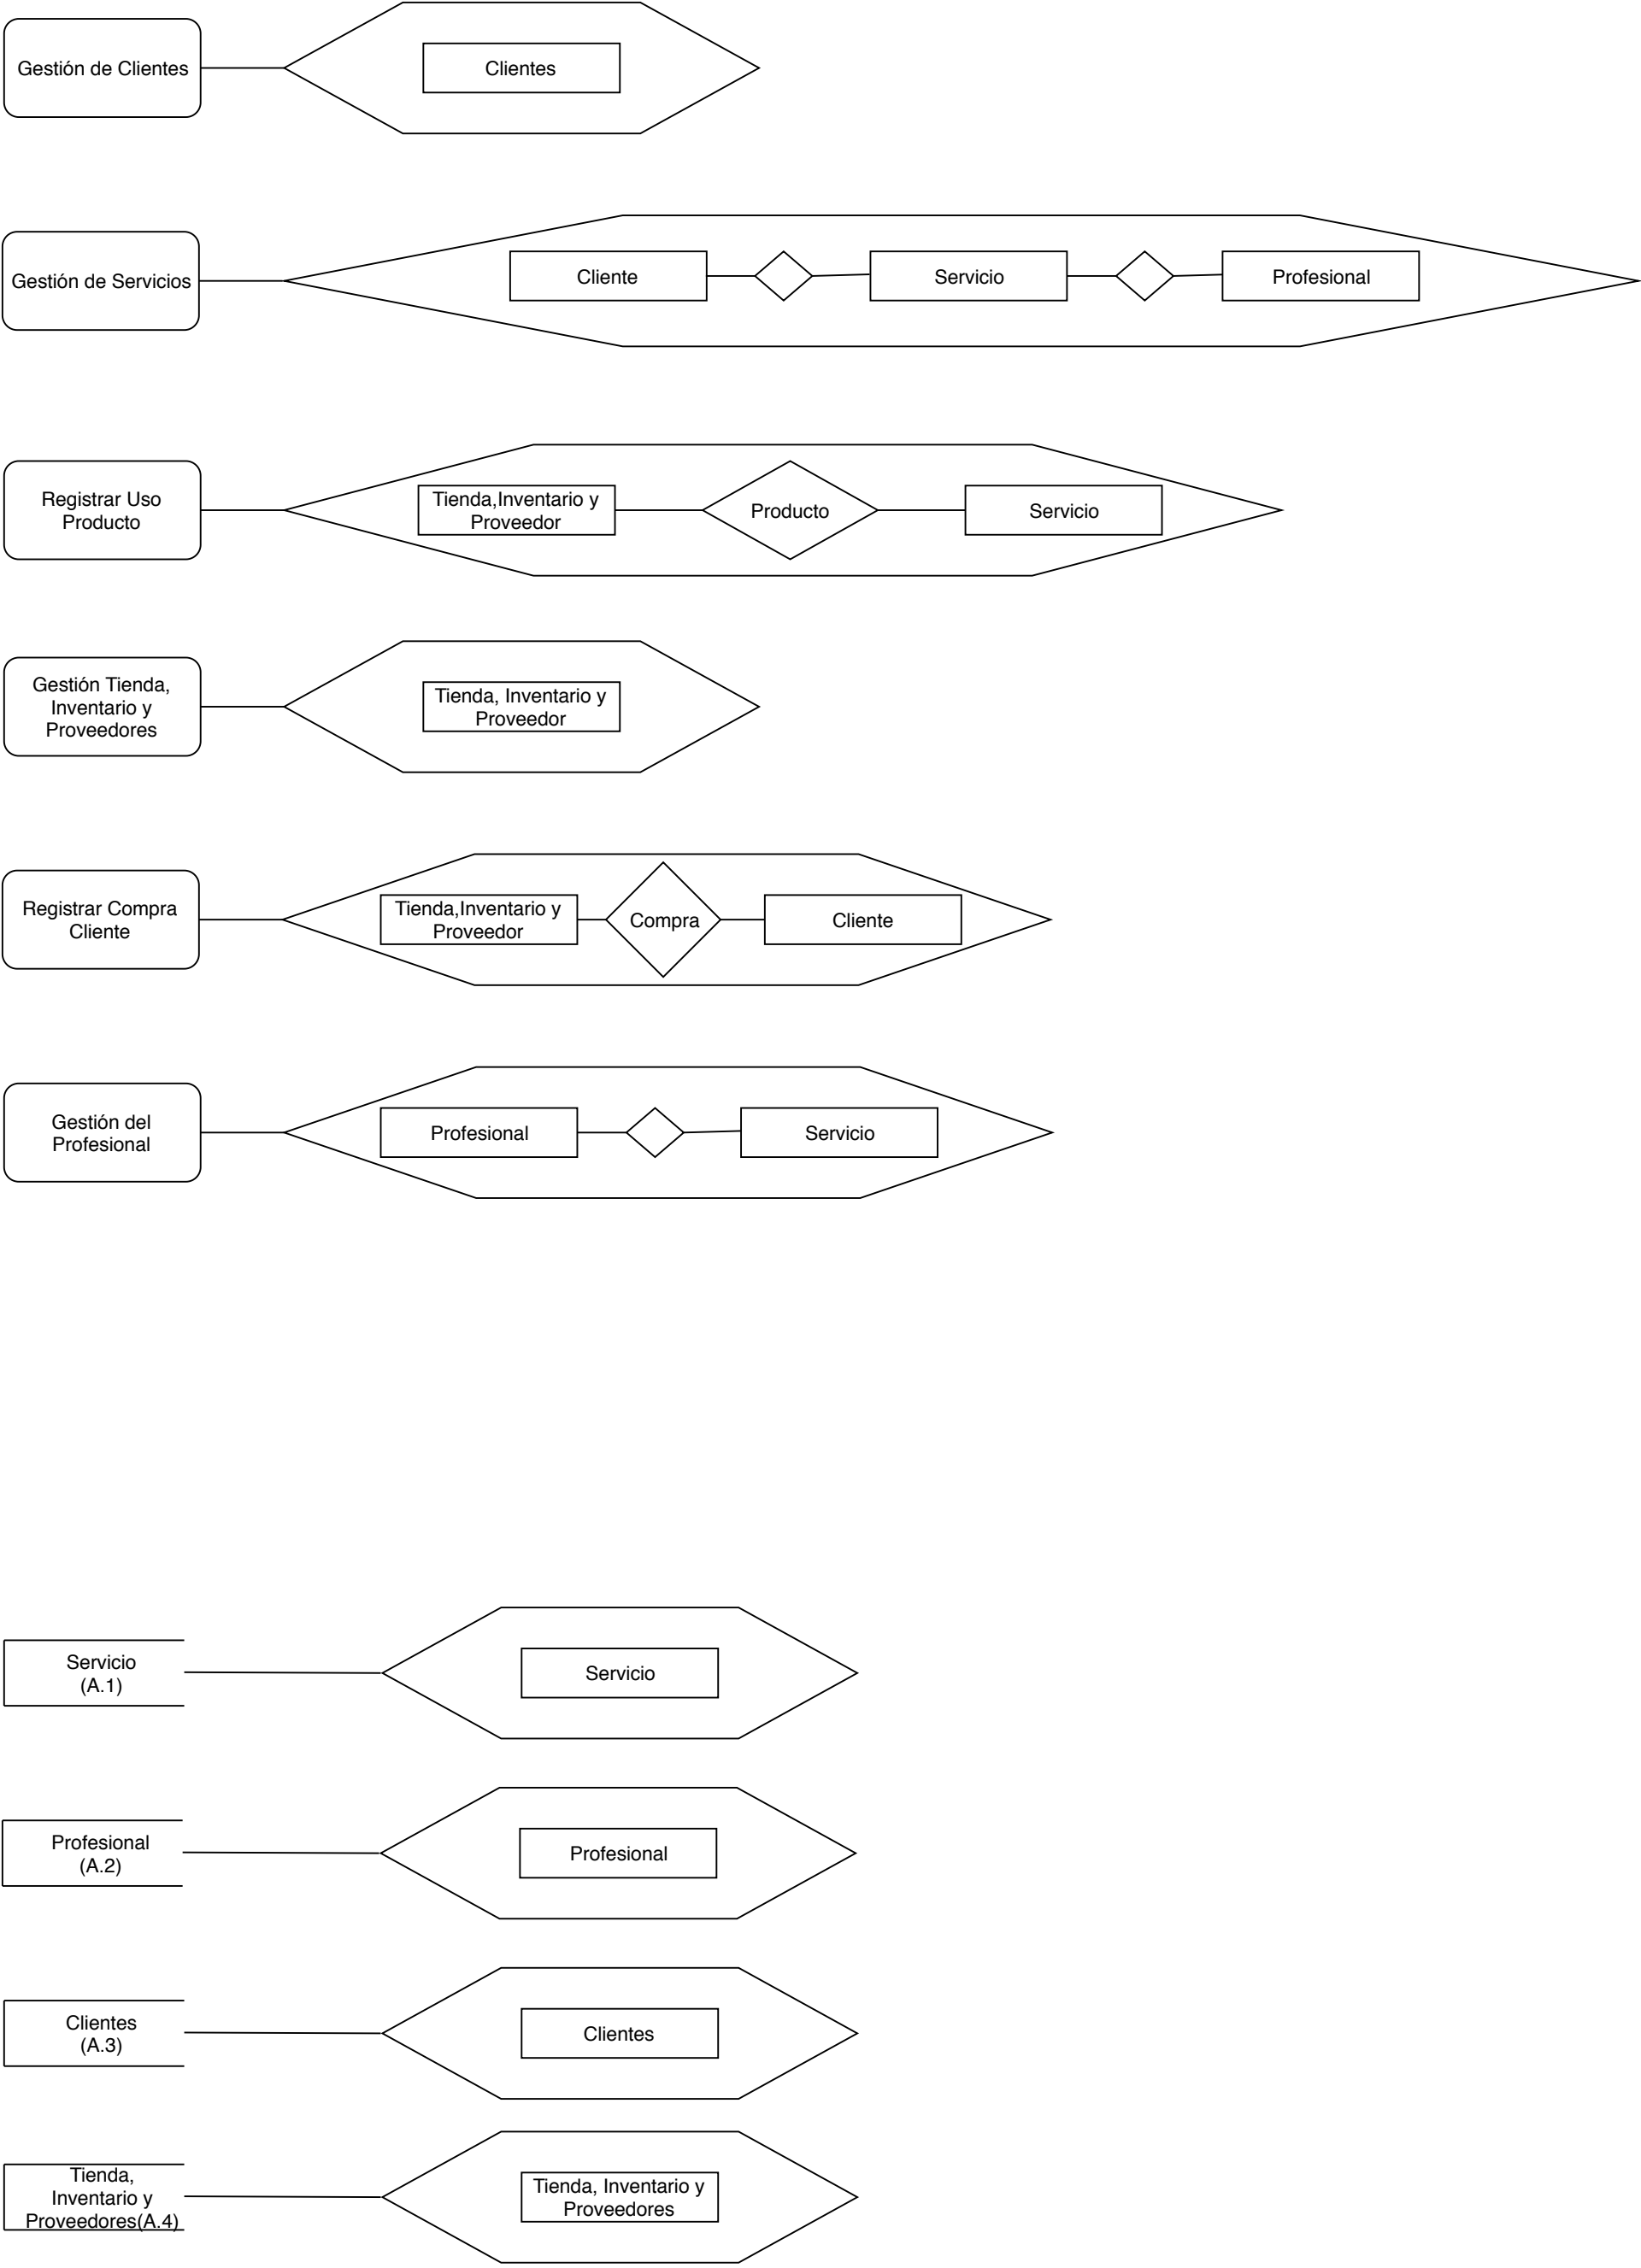 Gestión de Clientes
Clientes
Gestión de Servicios
Cliente
Servicio
Profesional
Registrar Uso
Producto
Tienda,Inventario y
Proveedor
Producto
Servicio
Gestión Tienda,
Inventario y
Proveedores
Tienda, Inventario y
Proveedor
Registrar Compra
Cliente
Tienda,Inventario y
Proveedor
Compra
Cliente
Gestión del
Profesional
Profesional
Servicio
Servicio
(A.1)
Servicio
Profesional
(A.2)
Profesional
Clientes
(A.3)
Clientes
Tienda,
Inventario y
Proveedores(A.4)
Tienda, Inventario y
Proveedores